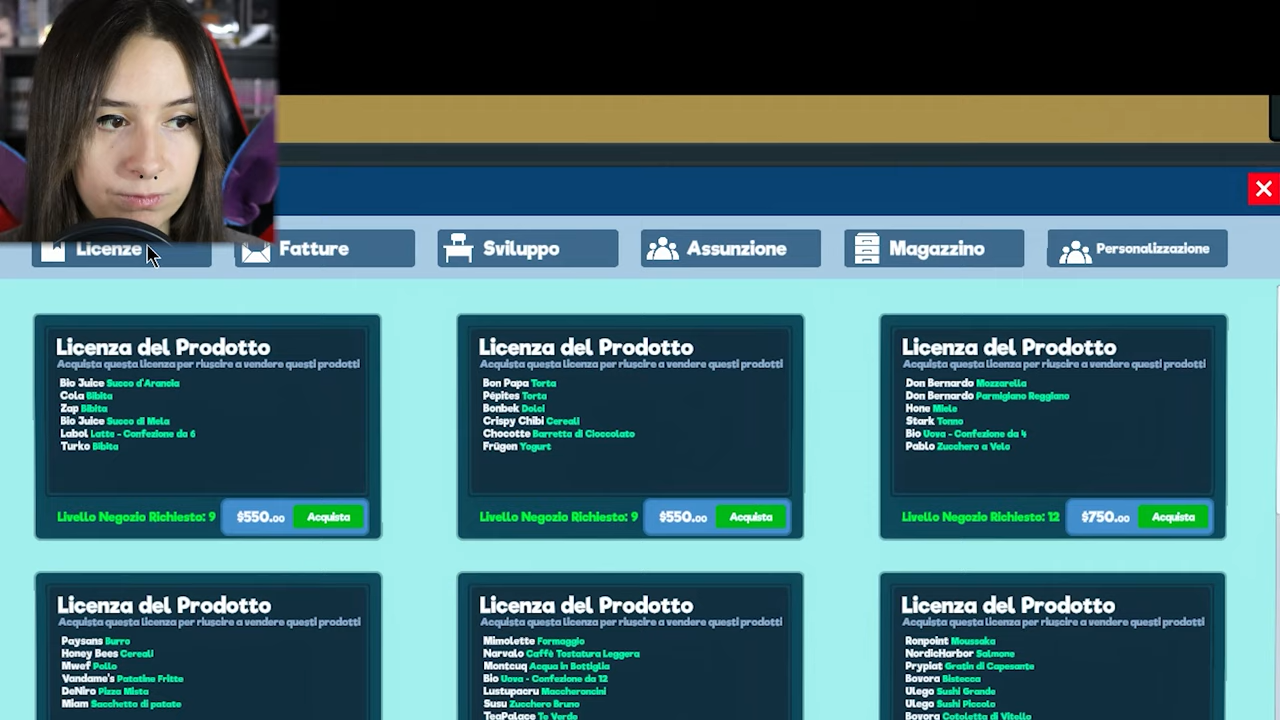 Licenze
Fatture
Sviluppo
Assunzione
Magazzino
Personalizzazione
Licenza del Prodotto
Acquista questa licenza per riuscire a vendere questi prodotti
Bio Juice Succo d'Arancia
Cola Bibita
Zap Bibita
Bio Juice Succo di Mela
Labol Latte - Confezione da 6
Turko Bibita
Livello Negozio Richiesto: 9 $550.00 Acquista
Licenza del Prodotto
Acquista questa licenza per riuscire a vendere questi prodotti
Bon Papa Torta
Pépites Torta
Bonbek Dolci
Crispy Chibi Cereali
Chocotte Barretta di Cioccolato
Frügen Yogurt
Livello Negozio Richiesto: 9 $550.00 Acquista
Licenza del Prodotto
Acquista questa licenza per riuscire a vendere questi prodotti
Don Bernardo Mozzarella
Don Bernardo Parmigiano Reggiano
Hone Miele
Stark Tonno
Bio Uova - Confezione da 4
Pablo Zucchero a Velo
Livello Negozio Richiesto: 12 $750.00 Acquista
Licenza del Prodotto
Acquista questa licenza per riuscire a vendere questi prodotti
Paysans Burro
Honey Bees Cereali
Mwef Pollo
Vandame's Patatine Fritte
DeNiro Pizza Mista
Miam Sacchetto di patate
Licenza del Prodotto
Acquista questa licenza per riuscire a vendere questi prodotti
Mimolette Formaggio
Narvalo Caffè Tostatura Leggera
Montcuq Acqua in Bottiglia
Bio Uova - Confezione da 12
Lustupacru Maccheroncini
Susu Zucchero Bruno
TeaPalace Te Verde
Licenza del Prodotto
Acquista questa licenza per riuscire a vendere questi prodotti
Ronpoint Moussaka
NordicHarbor Salmone
Prypiat Gratin di Capesante
Bovora Bistecca
Ulego Sushi Grande
Ulego Sushi Piccolo
Bovora Cotoletta di Vitello